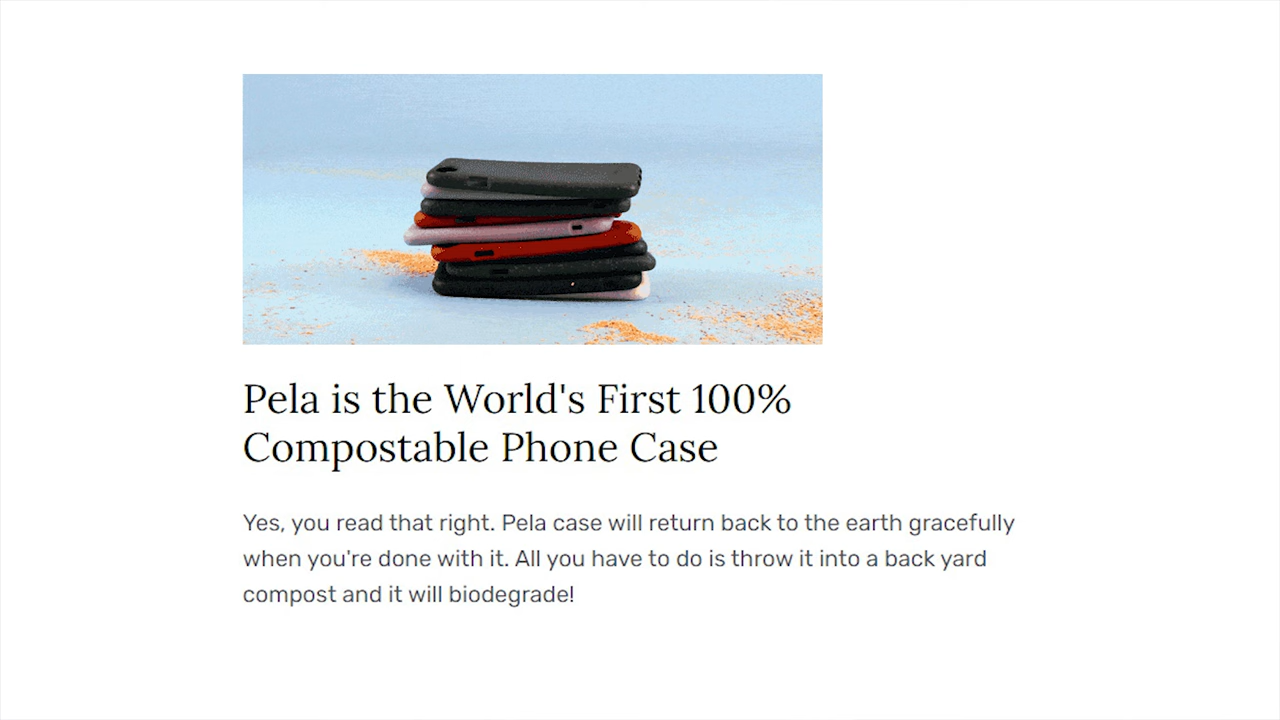 Pela is the World's First 100%
Compostable Phone Case
Yes, you read that right. Pela case will return back to the earth gracefully
when you're done with it. All you have to do is throw it into a back yard
compost and it will biodegrade!